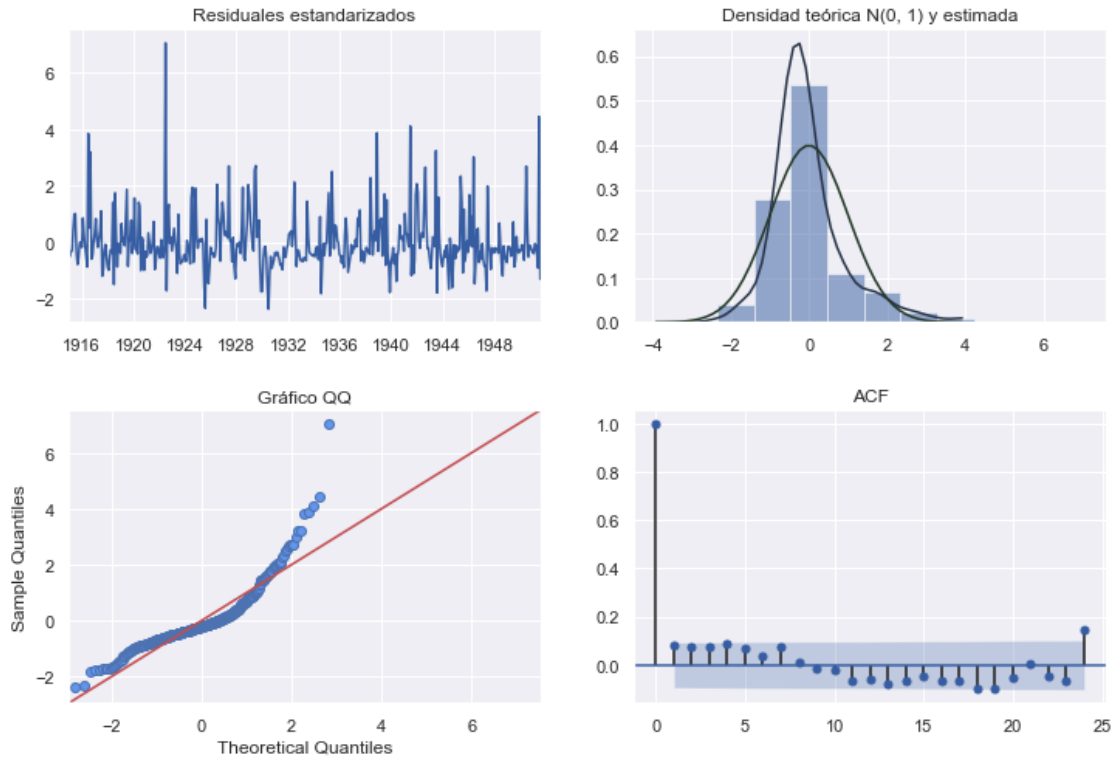 Residuales estandarizados
6
4
2
0
−2
1916 1920 1924 1928 1932 1936 1940 1944 1948
Densidad teórica N(0, 1) y estimada
0.6
0.5
0.4
0.3
0.2
0.1
0.0
−4 −2 0 2 4 6
Gráfico QQ
Sample Quantiles
6
4
2
0
−2
−2 0 2 4 6
Theoretical Quantiles
ACF
1.0
0.8
0.6
0.4
0.2
0.0
0 5 10 15 20 25